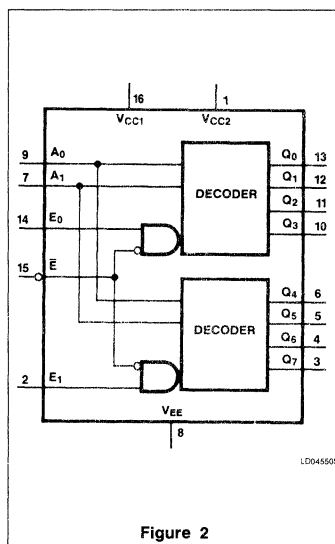 16 1
VCC1 VCC2
9 A0
7 A1
14 E0
15 E̅
2 E1
DECODER
Q0 13
Q1 12
Q2 11
Q3 10
DECODER
Q4 6
Q5 5
Q6 4
Q7 3
VEE
8
Figure 2